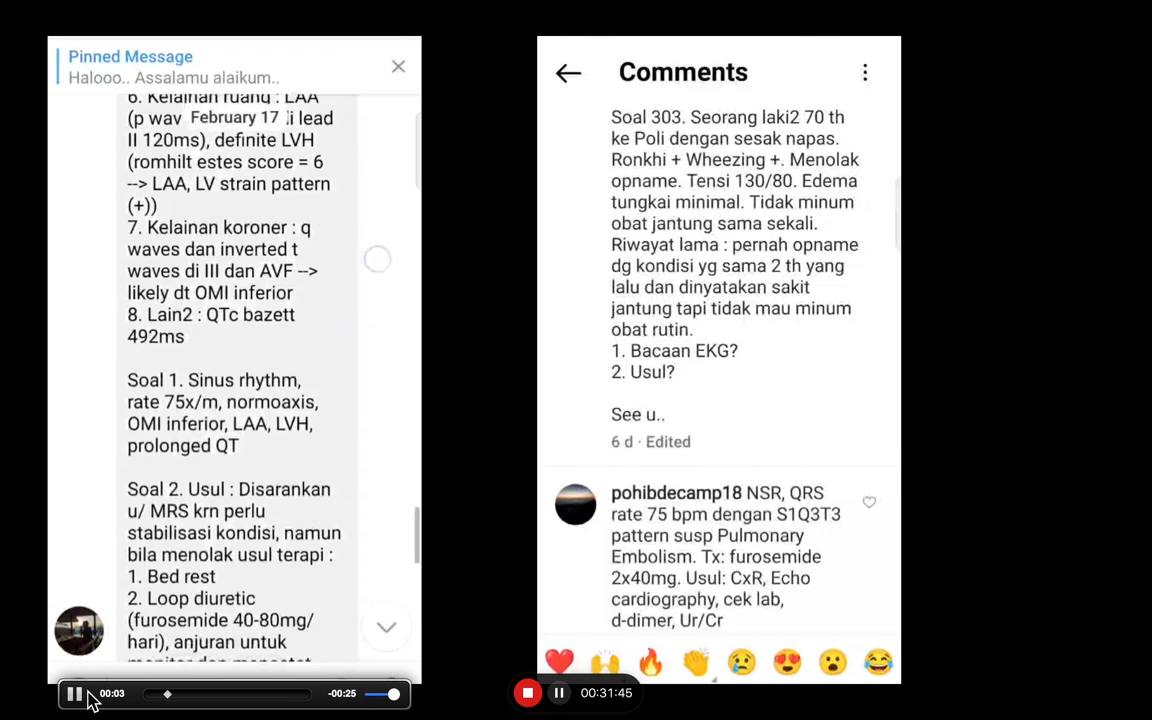 Pinned Message
Halooo.. Assalamu alaikum..
6. Kelainan ruang : LAA
(p wav
February 17
li lead
II 120ms), definite LVH
(romhilt estes score = 6
--> LAA, LV strain pattern
(+))
7. Kelainan koroner : q
waves dan inverted t
waves di III dan AVF -->
likely dt OMI inferior
8. Lain2 : QTc bazett
492ms
Soal 1. Sinus rhythm,
rate 75x/m, normoaxis,
OMI inferior, LAA, LVH,
prolonged QT
Soal 2. Usul : Disarankan
u/ MRS krn perlu
stabilisasi kondisi, namun
bila menolak usul terapi :
1. Bed rest
2. Loop diuretic
(furosemide 40-80mg/
hari), anjuran untuk
00:03
-00:25
Comments
Soal 303. Seorang laki2 70 th
ke Poli dengan sesak napas.
Ronkhi + Wheezing +. Menolak
opname. Tensi 130/80. Edema
tungkai minimal. Tidak minum
obat jantung sama sekali.
Riwayat lama : pernah opname
dg kondisi yg sama 2 th yang
lalu dan dinyatakan sakit
jantung tapi tidak mau minum
obat rutin.
1. Bacaan EKG?
2. Usul?
See u..
6 d · Edited
pohibdecamp18 NSR, QRS
rate 75 bpm dengan S1Q3T3
pattern susp Pulmonary
Embolism. Tx: furosemide
2x40mg. Usul: CxR, Echo
cardiography, cek lab,
d-dimer, Ur/Cr
00:31:45